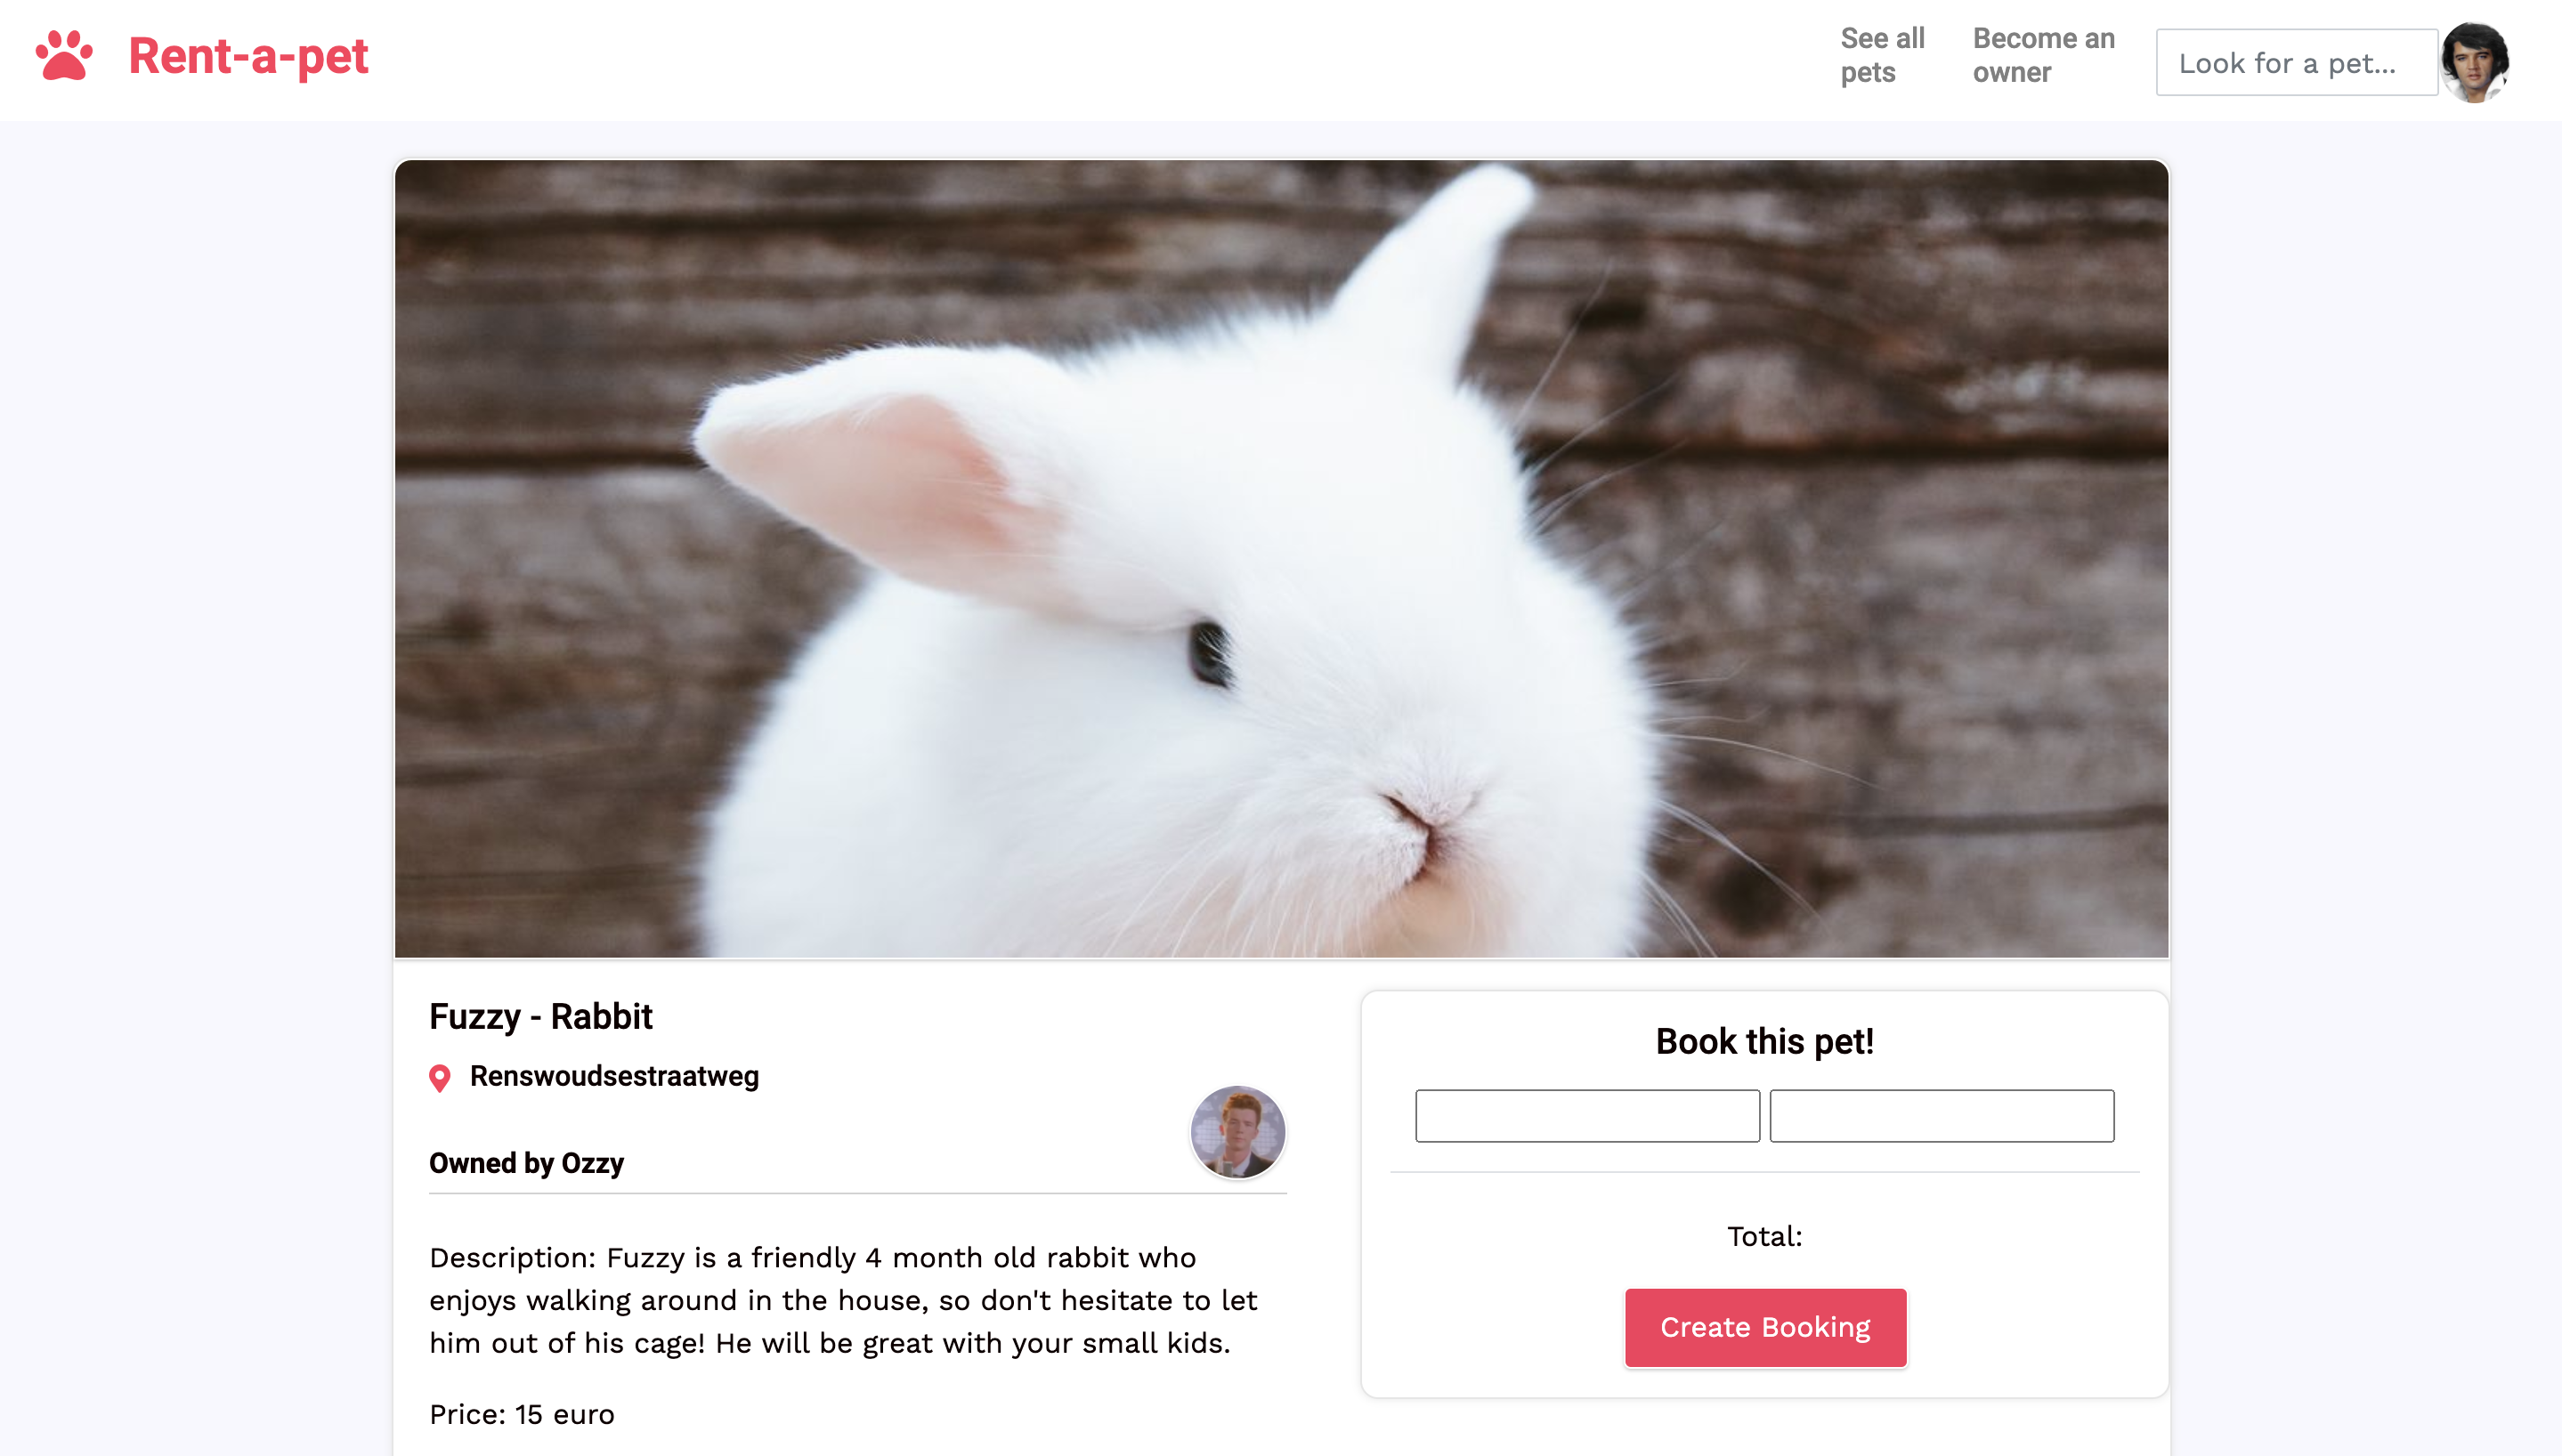 Rent-a-pet
See all
pets
Become an
owner
Look for a pet...
Fuzzy - Rabbit
Renswoudsestraatweg
Owned by Ozzy
Description: Fuzzy is a friendly 4 month old rabbit who
enjoys walking around in the house, so don't hesitate to let
him out of his cage! He will be great with your small kids.
Price: 15 euro
Book this pet!
Total:
Create Booking